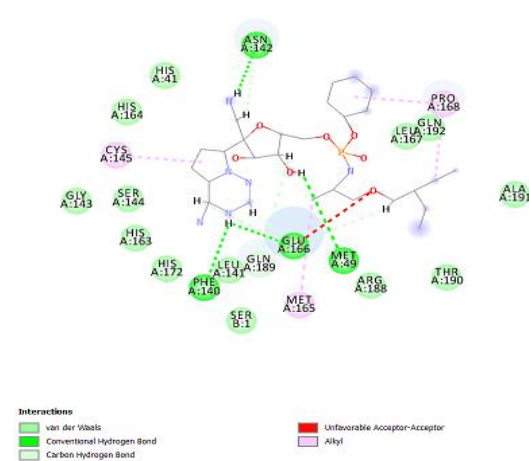 ASN
A:142
HIS
A:41
HIS
A:164
PRO
A:168
GLN
A:192
LEU
A:167
CYS
A:145
ALA
A:191
GLY
A:143
SER
A:144
HIS
A:163
GLU
A:166
HIS
A:172
LEU
A:141
GLN
A:189
MET
A:49
ARG
A:188
THR
A:190
PHE
A:140
MET
A:165
SER
B:1
N
H
H
O
O
O
O
P
O
H
O
H
N
N
N
H
N
H
N
H
N
O
Interactions
van der Waals
Conventional Hydrogen Bond
Carbon Hydrogen Bond
Unfavorable Acceptor-Acceptor
Alkyl